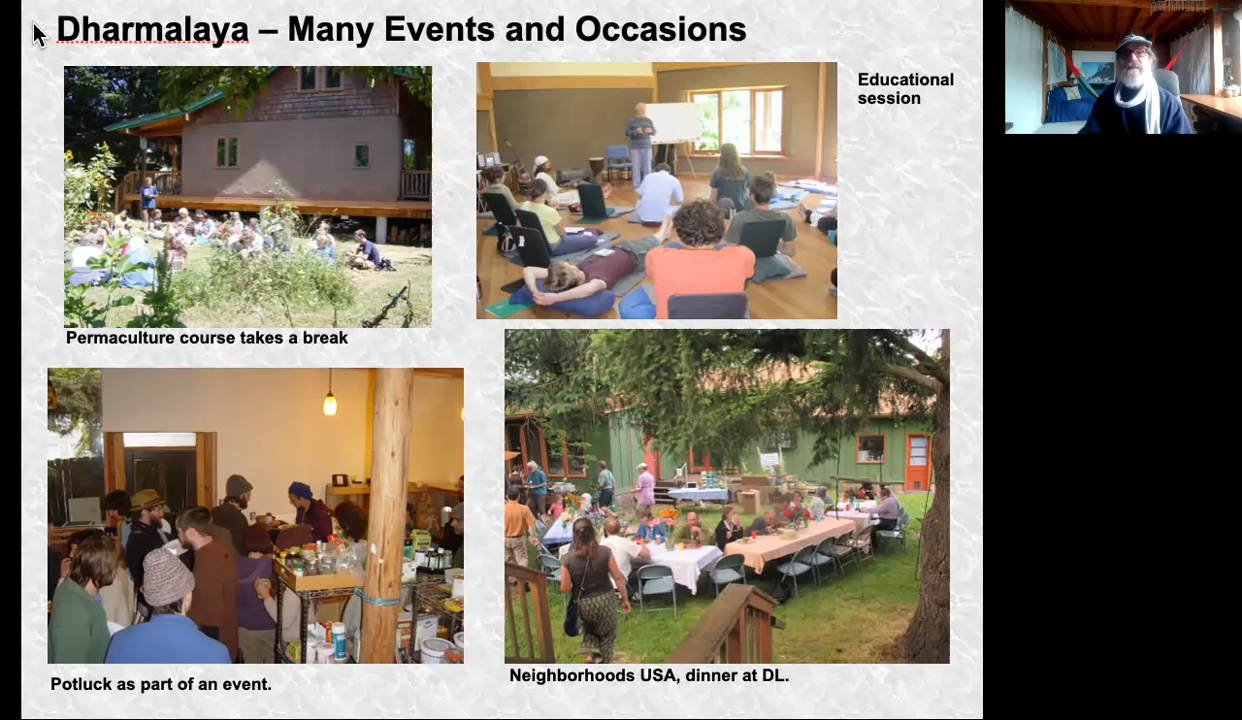 Dharmalaya – Many Events and Occasions
Educational
session
Permaculture course takes a break
Potluck as part of an event.
Neighborhoods USA, dinner at DL.